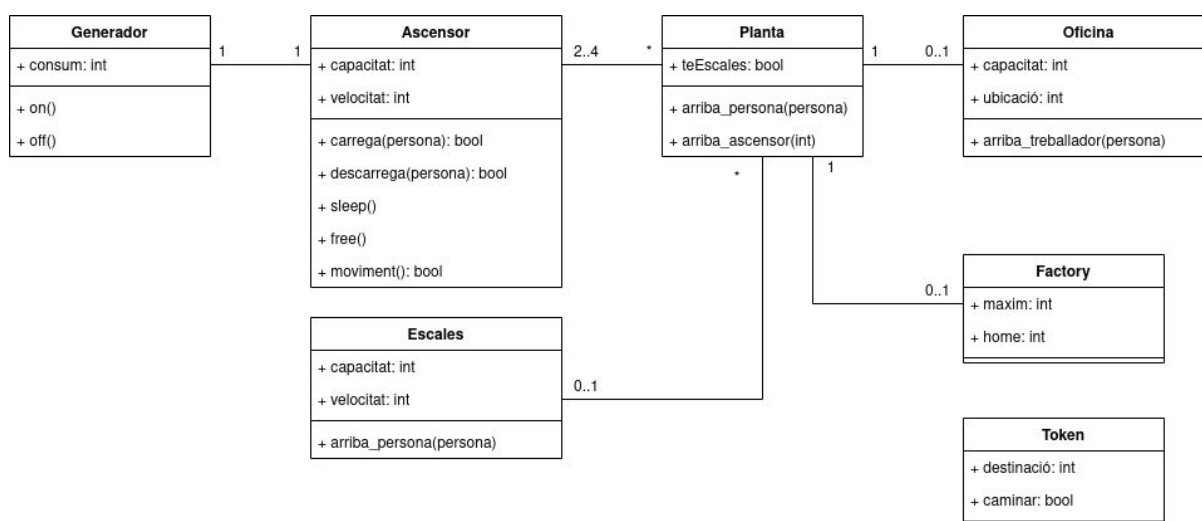 Generador
+ consum: int
+ on()
+ off()
1
1
Ascensor
+ capacitat: int
+ velocitat: int
+ carrega(persona): bool
+ descarrega(persona): bool
+ sleep()
+ free()
+ moviment(): bool
2..4
*
Planta
+ teEscales: bool
+ arriba_persona(persona)
+ arriba_ascensor(int)
1
0..1
Oficina
+ capacitat: int
+ ubicació: int
+ arriba_treballador(persona)
*
1
0..1
Factory
+ maxim: int
+ home: int
Escales
+ capacitat: int
+ velocitat: int
+ arriba_persona(persona)
0..1
Token
+ destinació: int
+ caminar: bool